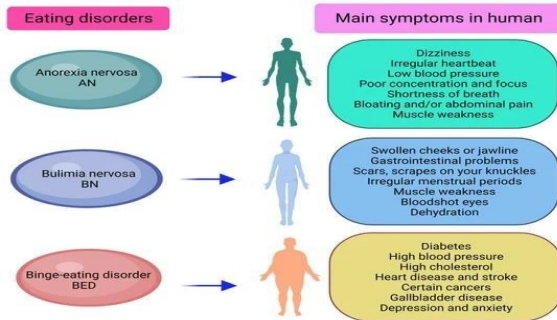 Eating disorders
Main symptoms in human
Anorexia nervosa
AN
Dizziness
Irregular heartbeat
Low blood pressure
Poor concentration and focus
Shortness of breath
Bloating and/or abdominal pain
Muscle weakness
Bulimia nervosa
BN
Swollen cheeks or jawline
Gastrointestinal problems
Scars, scrapes on your knuckles
Irregular menstrual periods
Muscle weakness
Bloodshot eyes
Dehydration
Binge-eating disorder
BED
Diabetes
High blood pressure
High cholesterol
Heart disease and stroke
Certain cancers
Gallbladder disease
Depression and anxiety